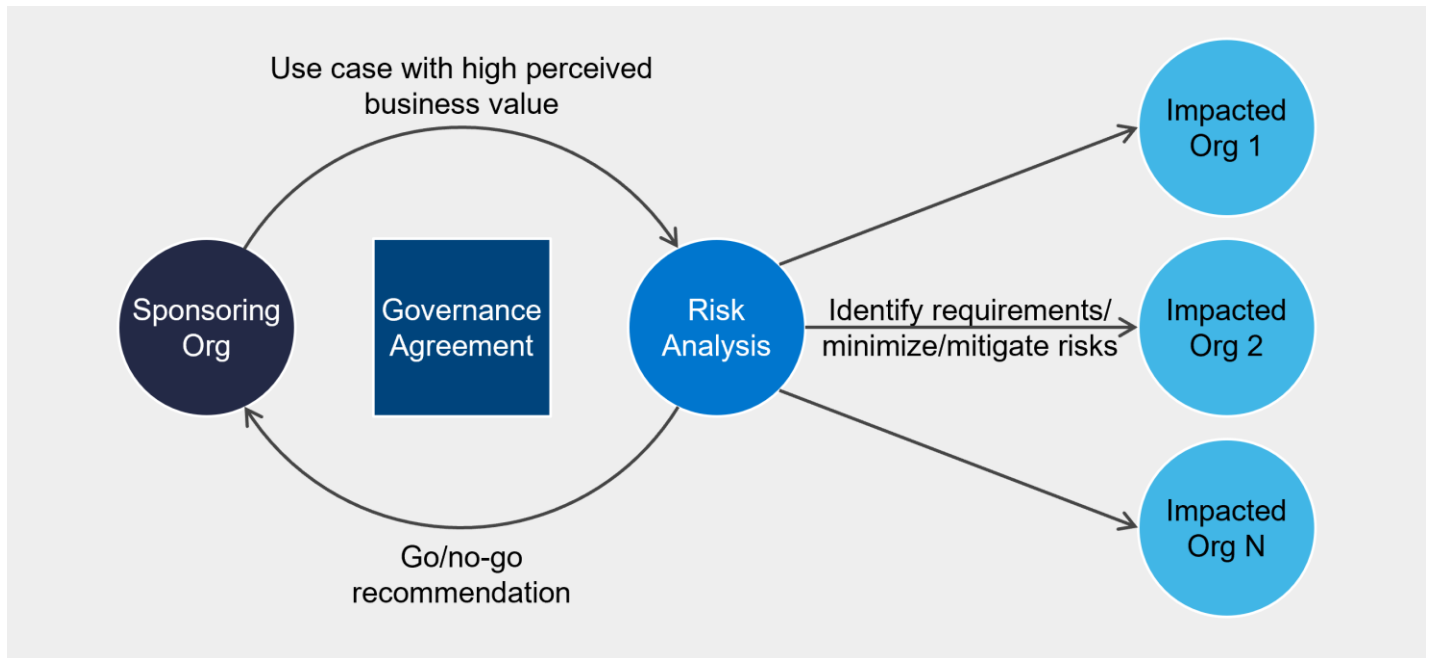 Use case with high perceived
business value
Sponsoring
Org
Governance
Agreement
Risk
Analysis
Go/no-go
recommendation
Identify requirements/
minimize/mitigate risks
Impacted
Org 1
Impacted
Org 2
Impacted
Org N